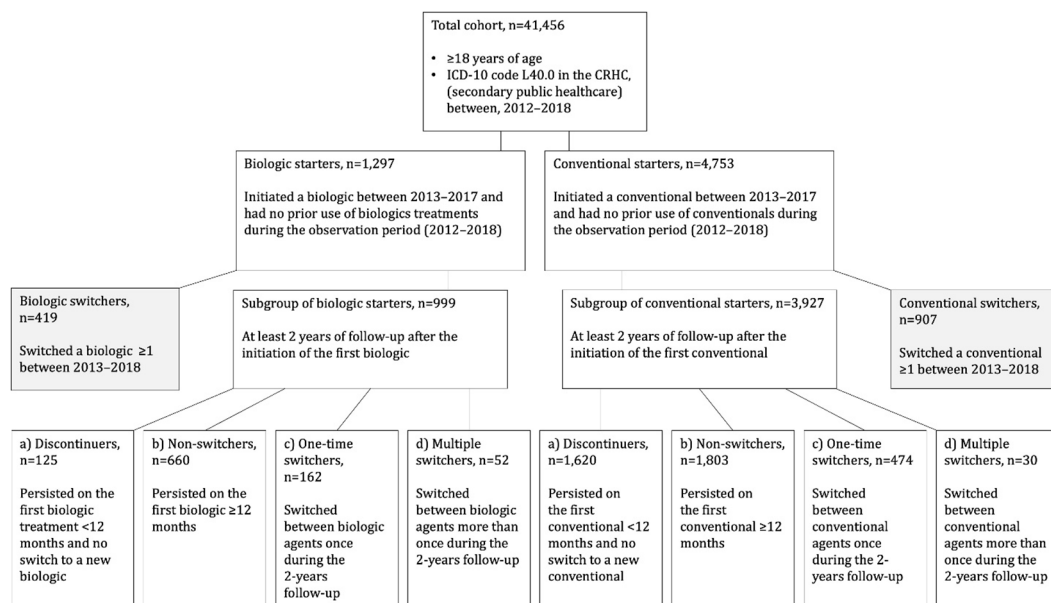 Total cohort, n=41,456
• ≥18 years of age
• ICD-10 code L40.0 in the CRHC,
(secondary public healthcare)
between, 2012–2018
Biologic starters, n=1,297
Initiated a biologic between 2013–2017 and
had no prior use of biologics treatments
during the observation period (2012–2018)
Conventional starters, n=4,753
Initiated a conventional between 2013–2017
and had no prior use of conventionals during
the observation period (2012–2018)
Biologic switchers,
n=419
Switched a biologic ≥1
between 2013–2018
Subgroup of biologic starters, n=999
At least 2 years of follow-up after the
initiation of the first biologic
Subgroup of conventional starters, n=3,927
At least 2 years of follow-up after the
initiation of the first conventional
Conventional switchers,
n=907
Switched a conventional
≥1 between 2013–2018
a) Discontinuers,
n=125
Persisted on the
first biologic
treatment <12
months and no
switch to a new
biologic
b) Non-switchers,
n=660
Persisted on the
first biologic ≥12
months
c) One-time
switchers,
n=162
Switched
between biologic
agents once
during the
2-years
follow-up
d) Multiple
switchers, n=52
Switched
between biologic
agents more than
once during the
2-years follow-up
a) Discontinuers,
n=1,620
Persisted on
the first
conventional <12
months and no
switch to a new
conventional
b) Non-switchers,
n=1,803
Persisted on
the first
conventional ≥12
months
c) One-time
switchers, n=474
Switched
between
conventional
agents once
during the 2-
years follow-up
d) Multiple
switchers, n=30
Switched
between
conventional
agents more than
once during the
2-years follow-up